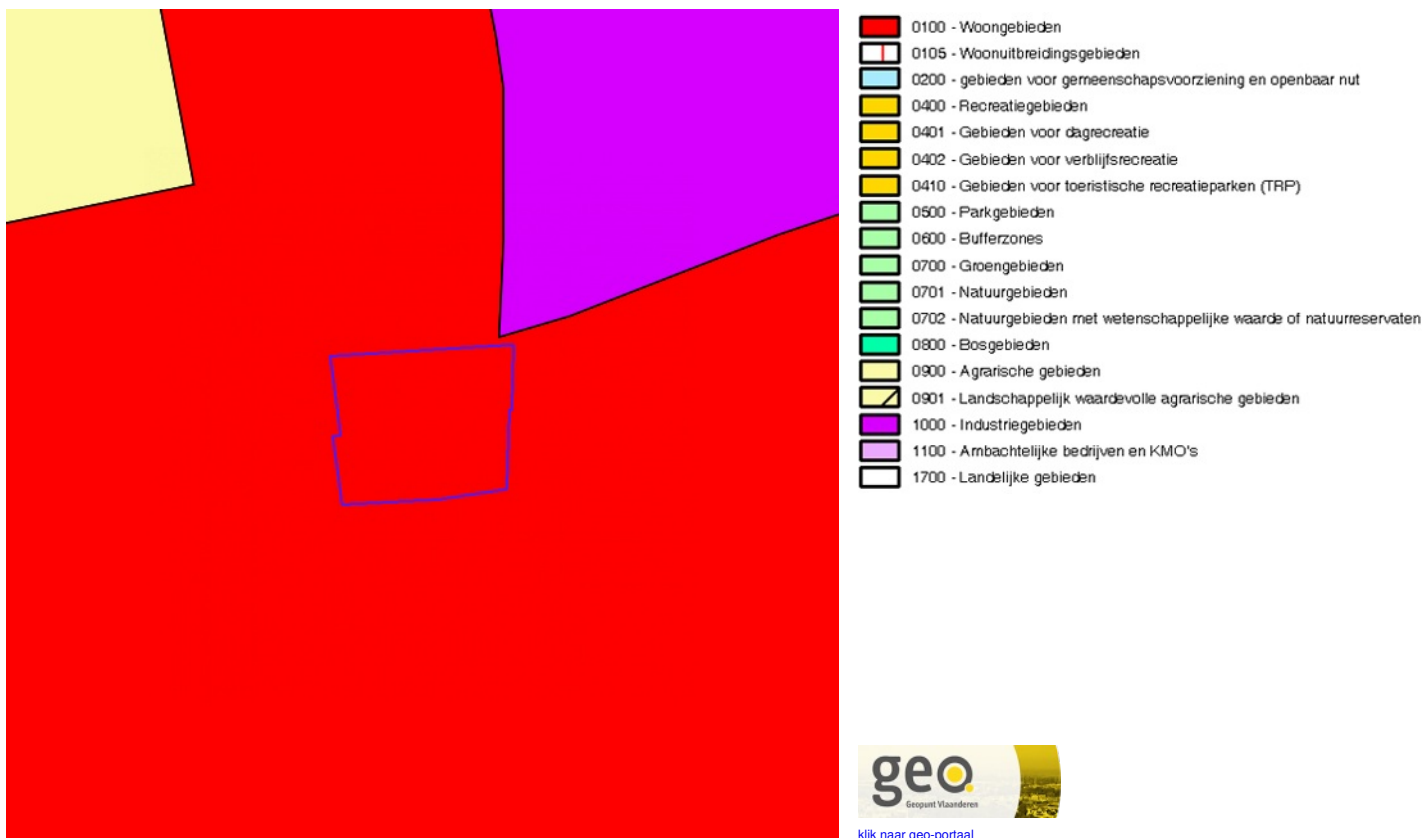 0100 - Woongebieden
0105 - Woonuitbreidingsgebieden
0200 - gebieden voor gemeenschapsvoorziening en openbaar nut
0400 - Recreatiegebieden
0401 - Gebieden voor dagrecreatie
0402 - Gebieden voor verblijfsrecreatie
0410 - Gebieden voor toeristische recreatieparken (TRP)
0500 - Parkgebieden
0600 - Bufferzones
0700 - Groengebieden
0701 - Natuurgebieden
0702 - Natuurgebieden met wetenschappelijke waarde of natuurreservaten
0800 - Bosgebieden
0900 - Agrarische gebieden
0901 - Landschappelijk waardevolle agrarische gebieden
1000 - Industriegebieden
1100 - Ambachtelijke bedrijven en KMO's
1700 - Landelijke gebieden
geo.
Geopunt Vlaanderen
klik naar geo-portaal